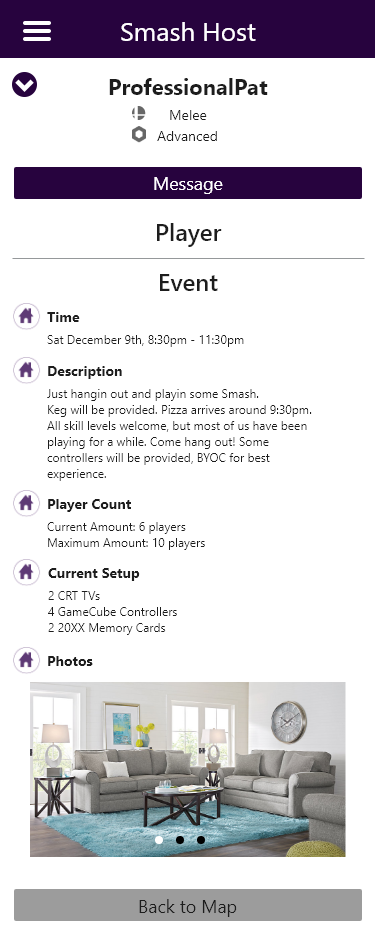 Smash Host
ProfessionalPat
Melee
Advanced
Message
Player
Event
Time
Sat December 9th, 8:30pm - 11:30pm
Description
Just hangin out and playin some Smash.
Keg will be provided. Pizza arrives around 9:30pm.
All skill levels welcome, but most of us have been
playing for a while. Come hang out! Some
controllers will be provided, BYOC for best
experience.
Player Count
Current Amount: 6 players
Maximum Amount: 10 players
Current Setup
2 CRT TVs
4 GameCube Controllers
2 20XX Memory Cards
Photos
Back to Map